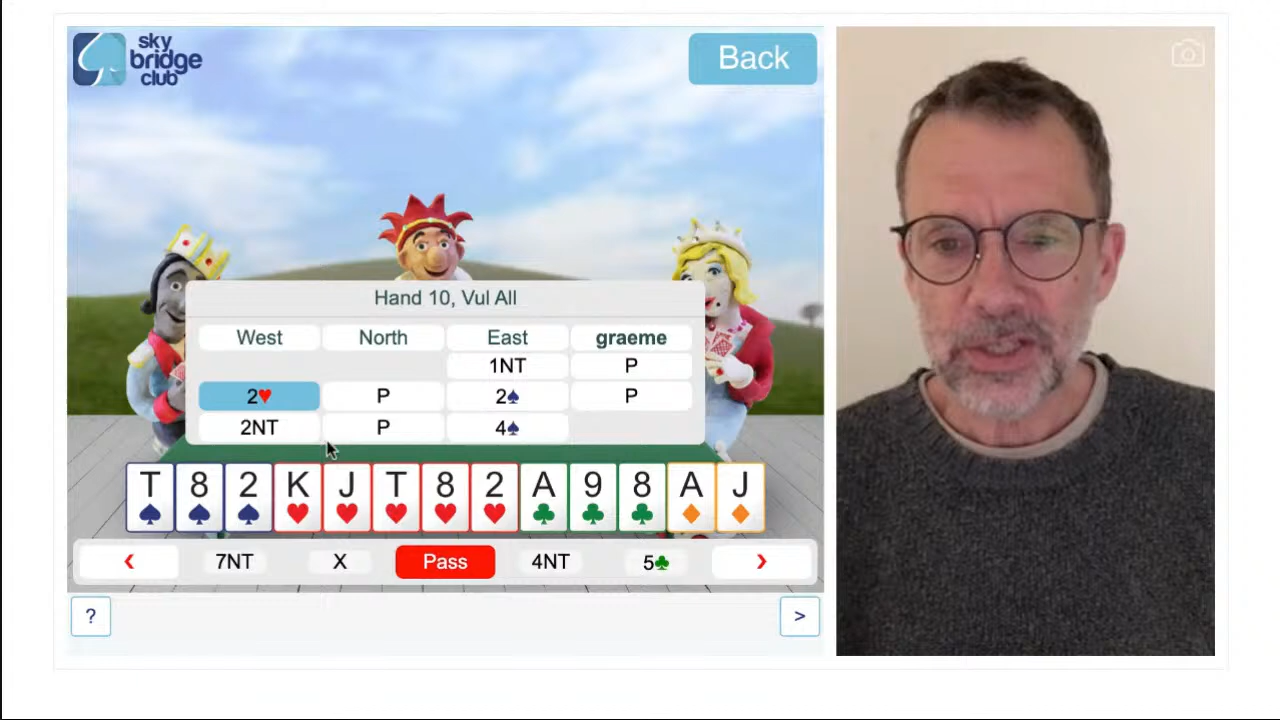 sky
bridge
club
Back
Hand 10, Vul All
West North East graeme
1NT P
2♥ P 2♠ P
2NT P 4♠
T 8 2 K J T 8 2 A 9 8 A J
♠ ♠ ♠ ♥ ♥ ♥ ♥ ♥ ♣ ♣ ♣ ♦ ♦
< 7NT X Pass 4NT 5♣ >
? >